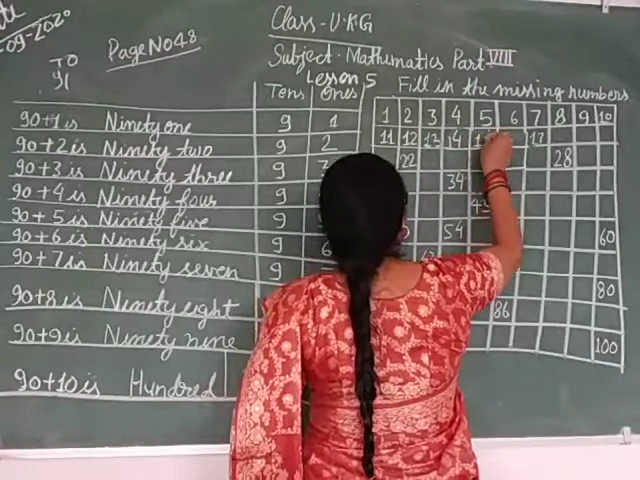 -09-2020
Class-U.KG
Page No 48
Subject. Mathematics Part VIII
Lesson 5 Fill in the missing numbers
Tens Ones
90+1 is Ninety one 9 1
90+2 is Ninety two 9 2
90+3 is Ninety three 9
90+4 is Ninety four 9
90+5 is Ninety five 9
90+6 is Ninety six 9
90+7 is Ninety seven 9
90+8 is Ninety eight
90+9 is Ninety nine
90+10 is Hundred
1 2 3 4 5 6 7 8 9 10
11 12 13 14 17
22 28
34
54 60
80
86
100